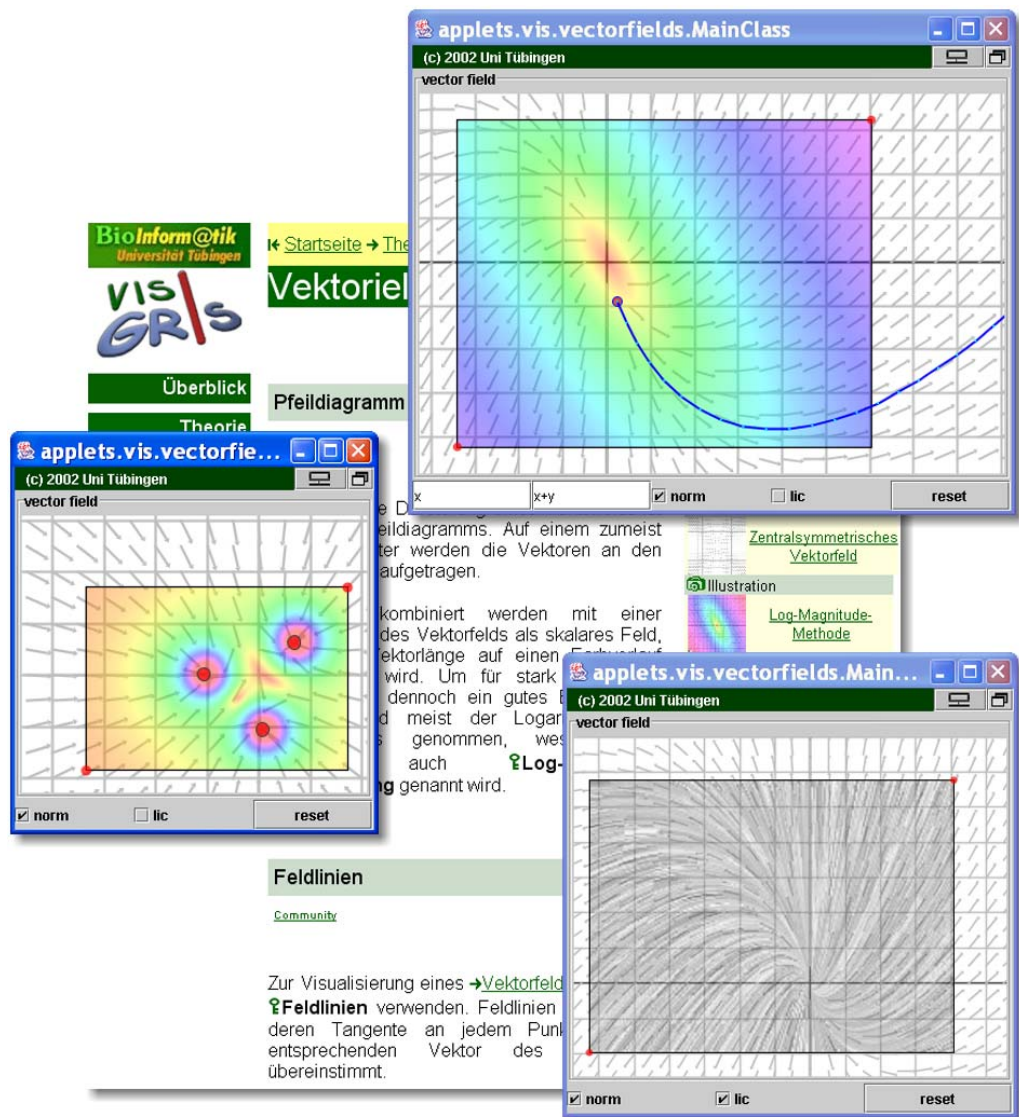 applets.vis.vectorfields.MainClass
(c) 2002 Uni Tübingen
vector field
x
x+y
norm
lic
reset
BioInform@tik
Universität Tübingen
VIS
GRIS
Überblick
Theorie
Startseite → The
Vektoriel
Pfeildiagramm
eildiagramms. Auf einem zumeist
ter werden die Vektoren an den
aufgetragen.
kombiniert werden mit einer
des Vektorfelds als skalares Feld,
wird. Um für stark
dennoch ein gutes
d meist der Logar
s genommen, wes
auch Log-
ng genannt wird.
Zentralsymmetrisches
Vektorfeld
Illustration
Log-Magnitude-
Methode
applets.vis.vectorfie...
(c) 2002 Uni Tübingen
vector field
norm
lic
reset
Feldlinien
Community
Zur Visualisierung eines →Vektorfeld
Feldlinien verwenden. Feldlinien
deren Tangente an jedem Punk
entsprechenden Vektor des
übereinstimmt.
applets.vis.vectorfields.Main...
(c) 2002 Uni Tübingen
vector field
norm
lic
reset